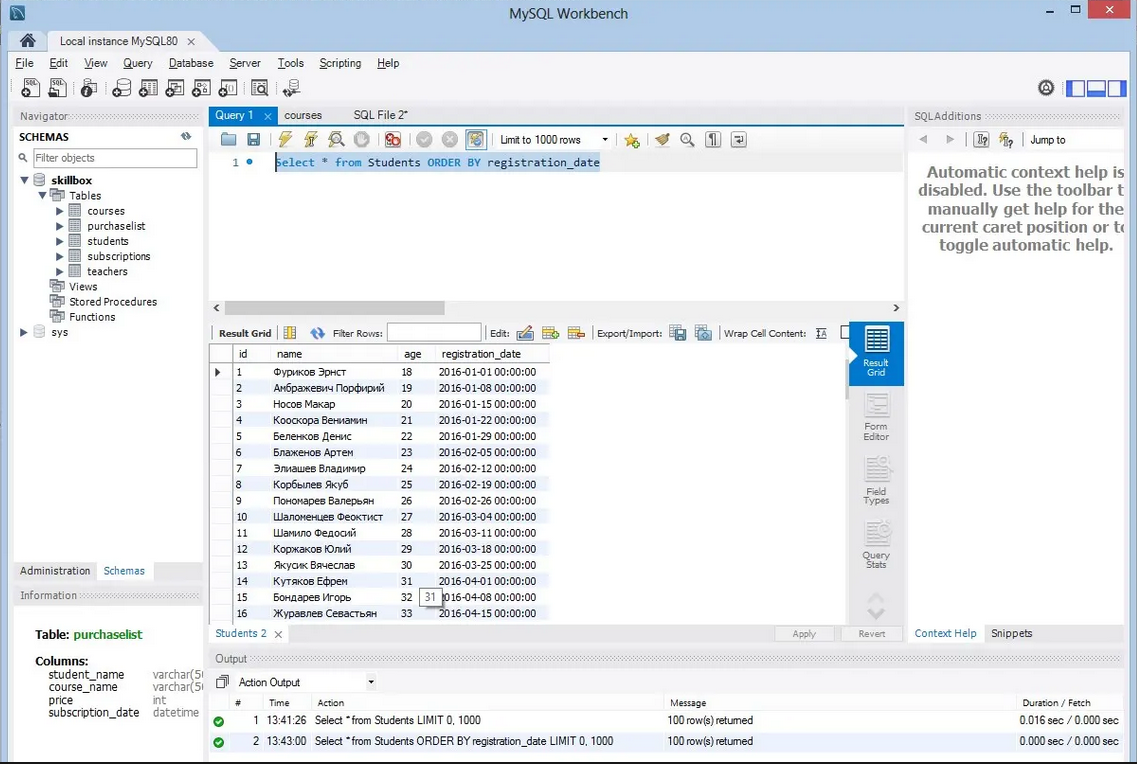 MySQL Workbench
Local instance MySQL80
File Edit View Query Database Server Tools Scripting Help
Navigator
SCHEMAS
Filter objects
skillbox
Tables
courses
purchaselist
students
subscriptions
teachers
Views
Stored Procedures
Functions
sys
Administration Schemas
Information
Table: purchaselist
Columns:
student_name varchar(50
course_name varchar(50
price int
subscription_date datetime
Query 1 courses SQL File 2*
Limit to 1000 rows
1 Select * from Students ORDER BY registration_date
Result Grid Filter Rows: Edit: Export/Import: Wrap Cell Content: IA
id name age registration_date
1 Фуриков Эрнст 18 2016-01-01 00:00:00
2 Амбражевич Порфирий 19 2016-01-08 00:00:00
3 Носов Макар 20 2016-01-15 00:00:00
4 Кооскора Вениамин 21 2016-01-22 00:00:00
5 Беленков Денис 22 2016-01-29 00:00:00
6 Блаженов Артем 23 2016-02-05 00:00:00
7 Элиашев Владимир 24 2016-02-12 00:00:00
8 Корбылев Якуб 25 2016-02-19 00:00:00
9 Пономарев Валерьян 26 2016-02-26 00:00:00
10 Шаломенцев Феоктист 27 2016-03-04 00:00:00
11 Шамило Федосий 28 2016-03-11 00:00:00
12 Коржаков Юлий 29 2016-03-18 00:00:00
13 Якусик Вячеслав 30 2016-03-25 00:00:00
14 Кутяков Ефрем 31 2016-04-01 00:00:00
15 Бондарев Игорь 32 31 2016-04-08 00:00:00
16 Журавлев Севастьян 33 2016-04-15 00:00:00
Result
Grid
Form
Editor
Field
Types
Query
Stats
Students 2 Apply Revert
SQLAdditions
Jump to
Automatic context help is
disabled. Use the toolbar t
manually get help for the
current caret position or to
toggle automatic help.
Context Help Snippets
Output
Action Output
# Time Action Message Duration / Fetch
1 13:41:26 Select * from Students LIMIT 0, 1000 100 row(s) returned 0.016 sec / 0.000 sec
2 13:43:00 Select * from Students ORDER BY registration_date LIMIT 0, 1000 100 row(s) returned 0.000 sec / 0.000 sec